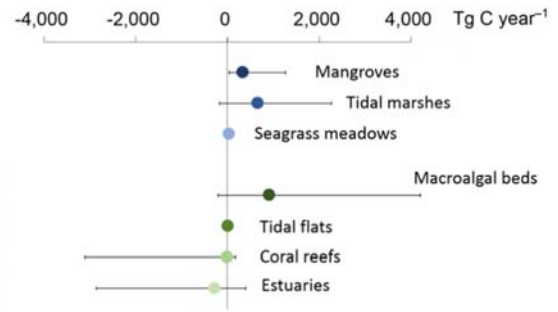 -4,000 -2,000 0 2,000 4,000 Tg C year⁻¹
Mangroves
Tidal marshes
Seagrass meadows
Macroalgal beds
Tidal flats
Coral reefs
Estuaries